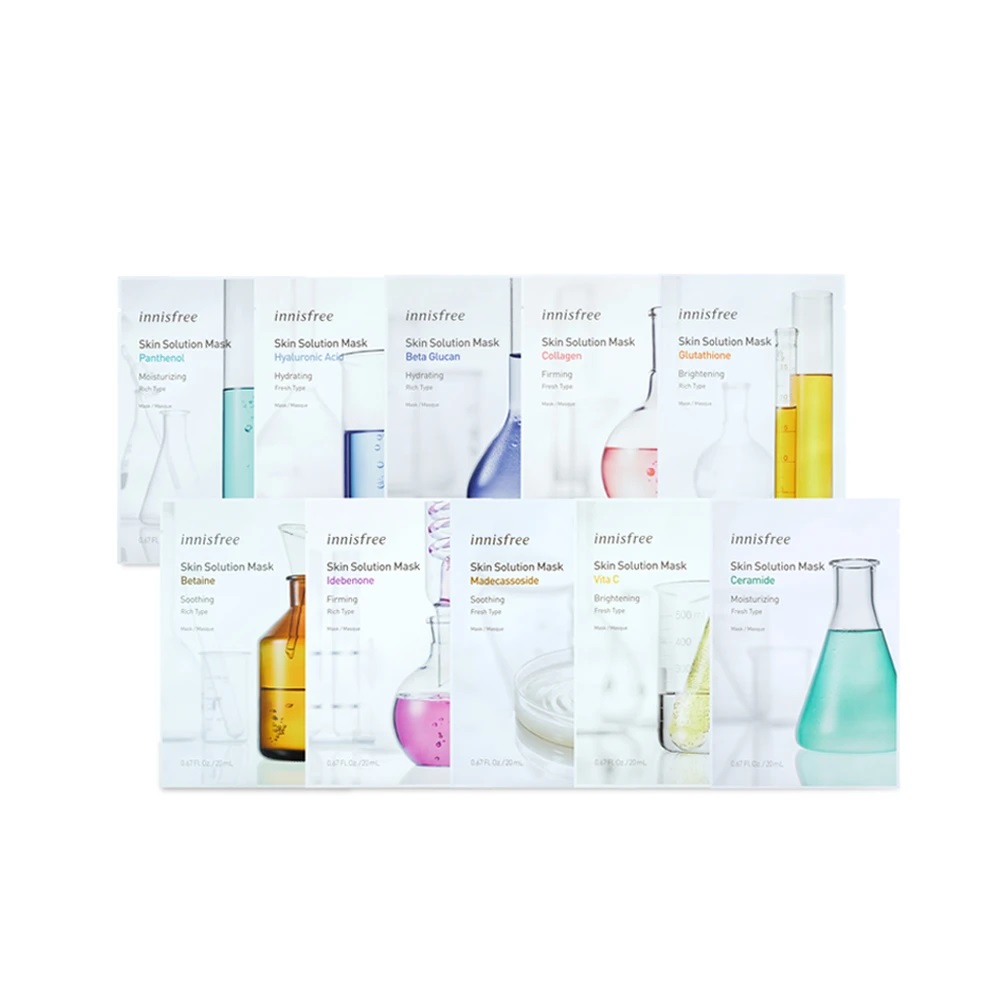 innisfree
Skin Solution Mask
Panthenol
Moisturizing
Rich Type
Mask / Masque
0.67 FL
innisfree
Skin Solution Mask
Hyaluronic Acid
Hydrating
Fresh Type
Mask / Masque
innisfree
Skin Solution Mask
Beta Glucan
Hydrating
Rich Type
Mask / Masque
innisfree
Skin Solution Mask
Collagen
Firming
Fresh Type
Mask / Masque
innisfree
Skin Solution Mask
Glutathione
Brightening
Rich Type
Mask / Masque
innisfree
Skin Solution Mask
Betaine
Soothing
Rich Type
Mask / Masque
0.67 FL.Oz. / 20 mL
innisfree
Skin Solution Mask
Idebenone
Firming
Rich Type
Mask / Masque
0.67 FL.Oz. / 20 mL
innisfree
Skin Solution Mask
Madecassoside
Soothing
Fresh Type
Mask / Masque
0.67 FL.Oz. / 20 mL
innisfree
Skin Solution Mask
Vita C
Brightening
Fresh Type
Mask / Masque
500 ml
400
0.67 FL.Oz. / 20 mL
innisfree
Skin Solution Mask
Ceramide
Moisturizing
Fresh Type
Mask / Masque
0.67 FL.Oz. / 20 mL